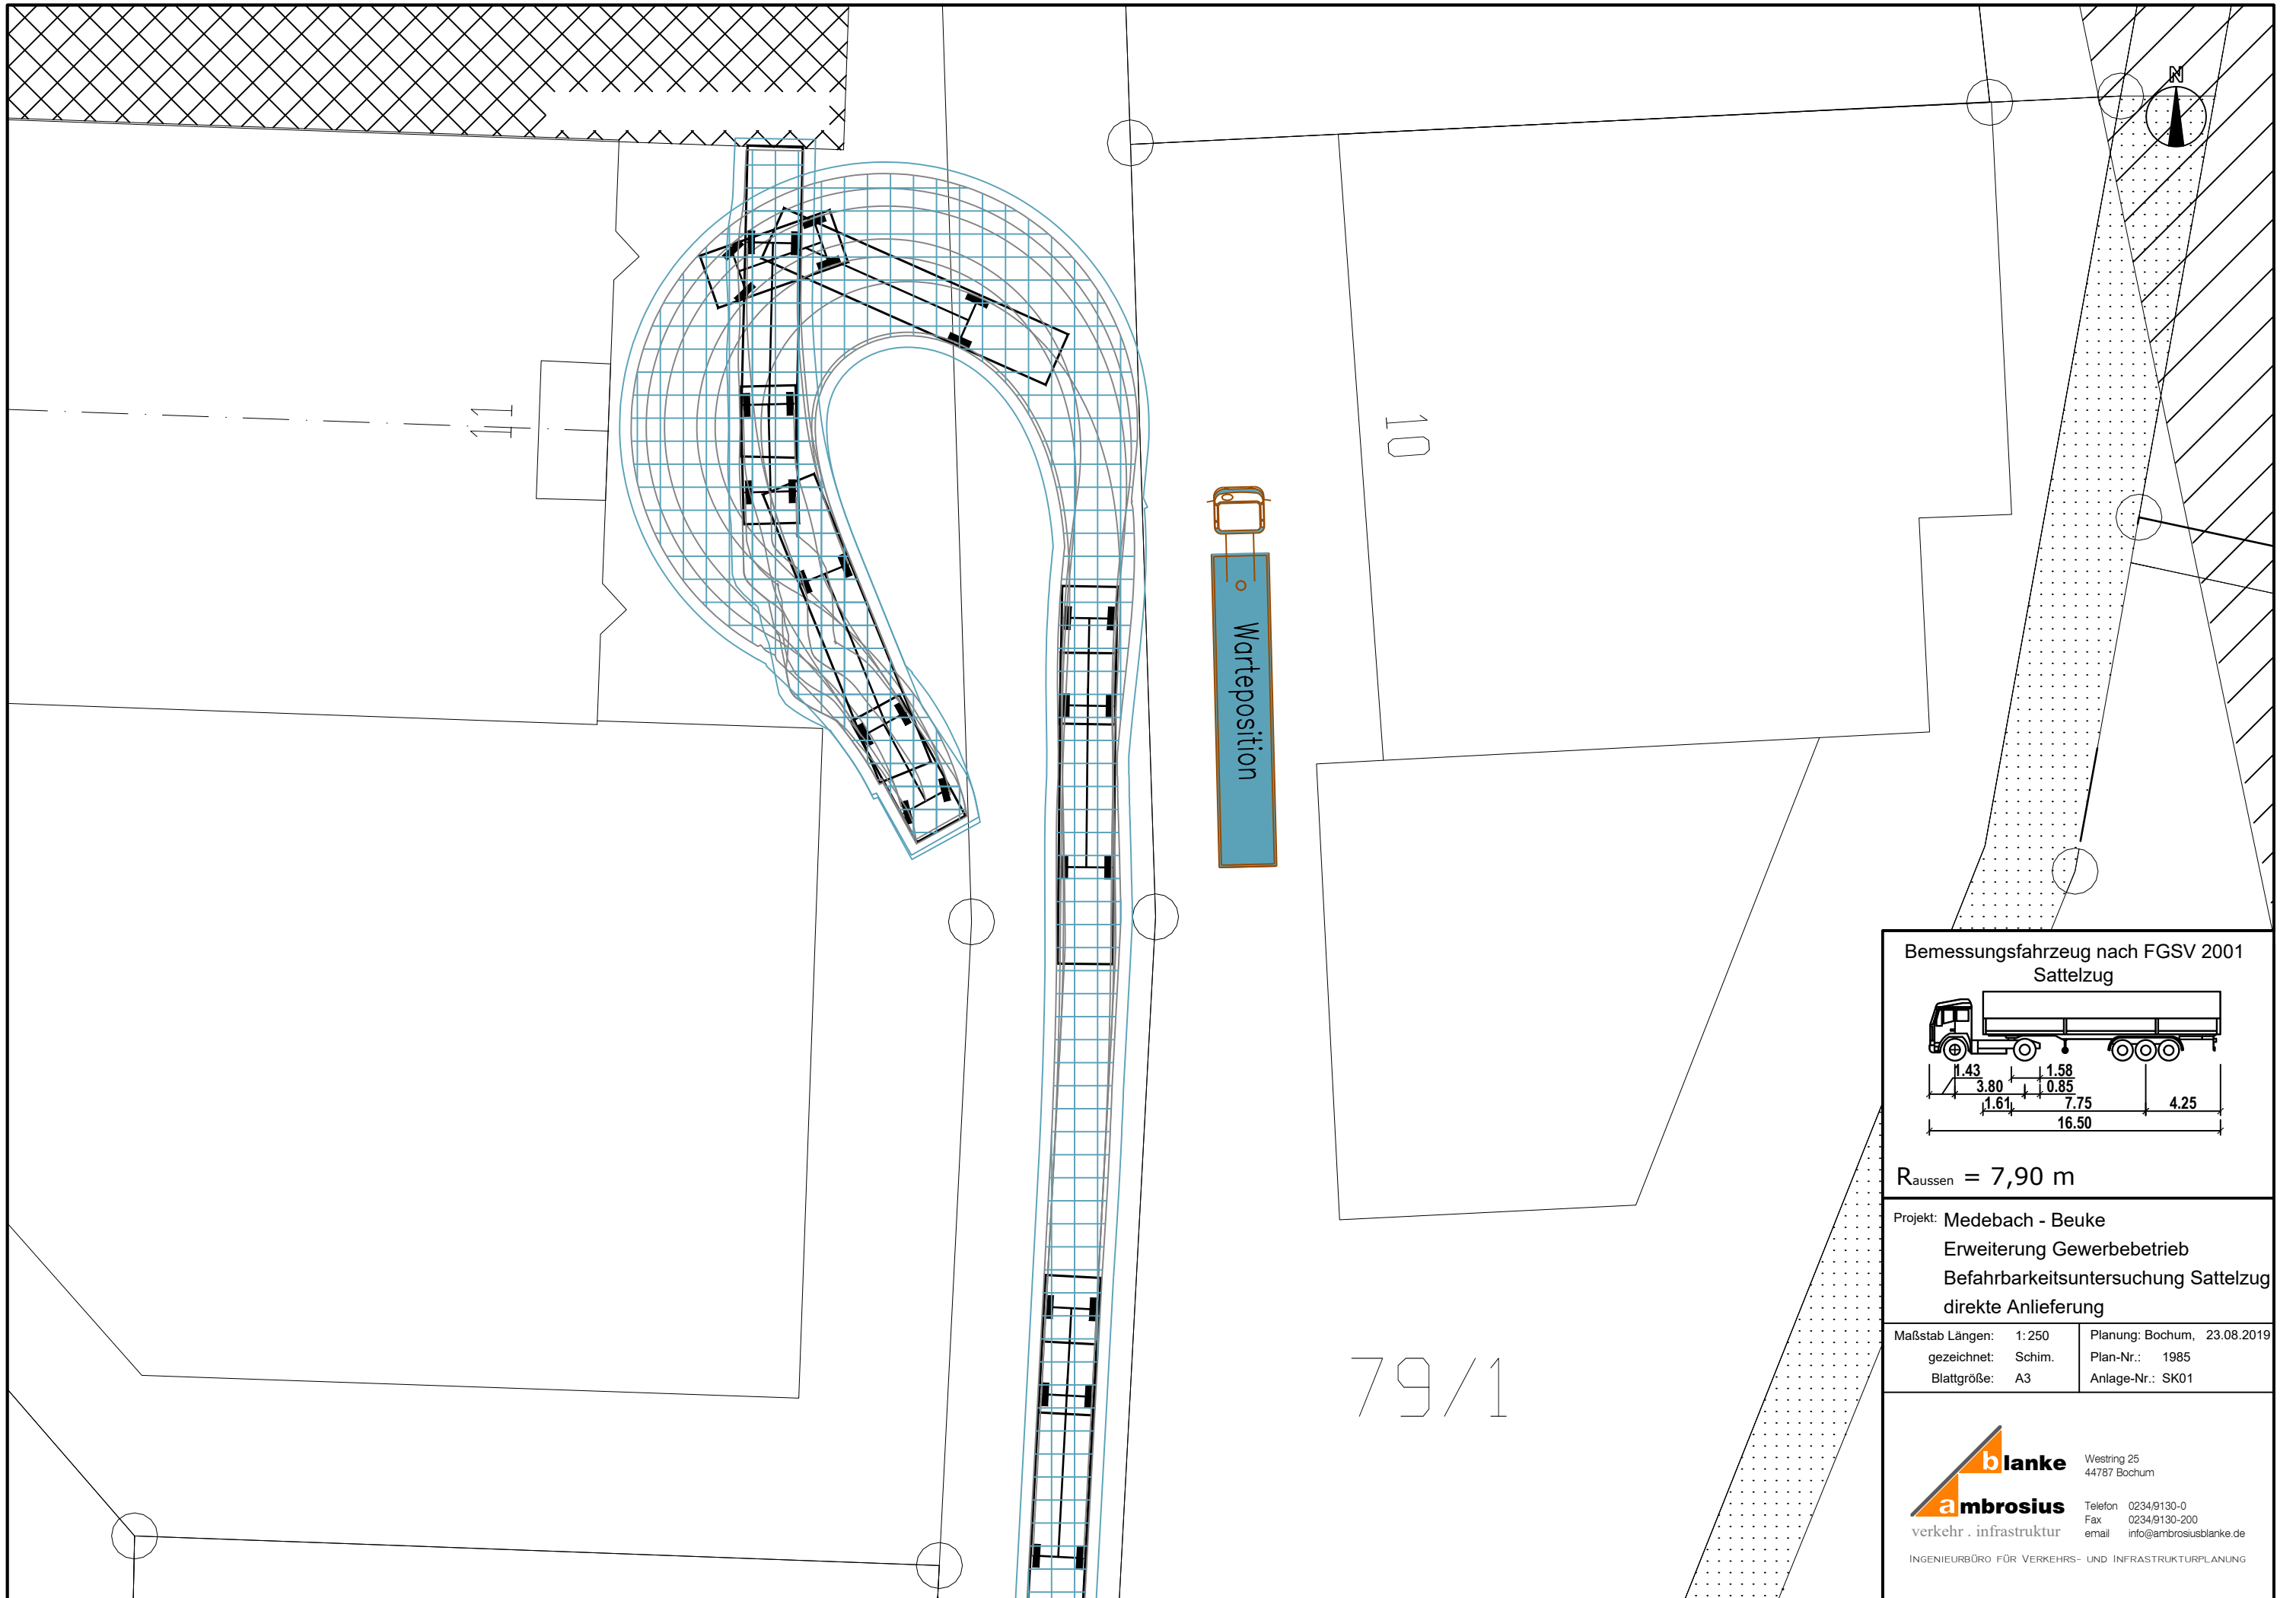 N
11
10
Warteposition
79/1
Bemessungsfahrzeug nach FGSV 2001
Sattelzug
1.43 1.58
3.80 0.85
1.61 7.75 4.25
16.50
Raussen = 7,90 m
Projekt: Medebach - Beuke
Erweiterung Gewerbebetrieb
Befahrbarkeitsuntersuchung Sattelzug
direkte Anlieferung
Maßstab Längen: 1:250 Planung: Bochum, 23.08.2019
gezeichnet: Schim. Plan-Nr.: 1985
Blattgröße: A3 Anlage-Nr.: SK01
blanke
ambrosius
verkehr . infrastruktur
Westring 25
44787 Bochum
Telefon 0234/9130-0
Fax 0234/9130-200
email info@ambrosiusblanke.de
INGENIEURBÜRO FÜR VERKEHRS- UND INFRASTRUKTURPLANUNG